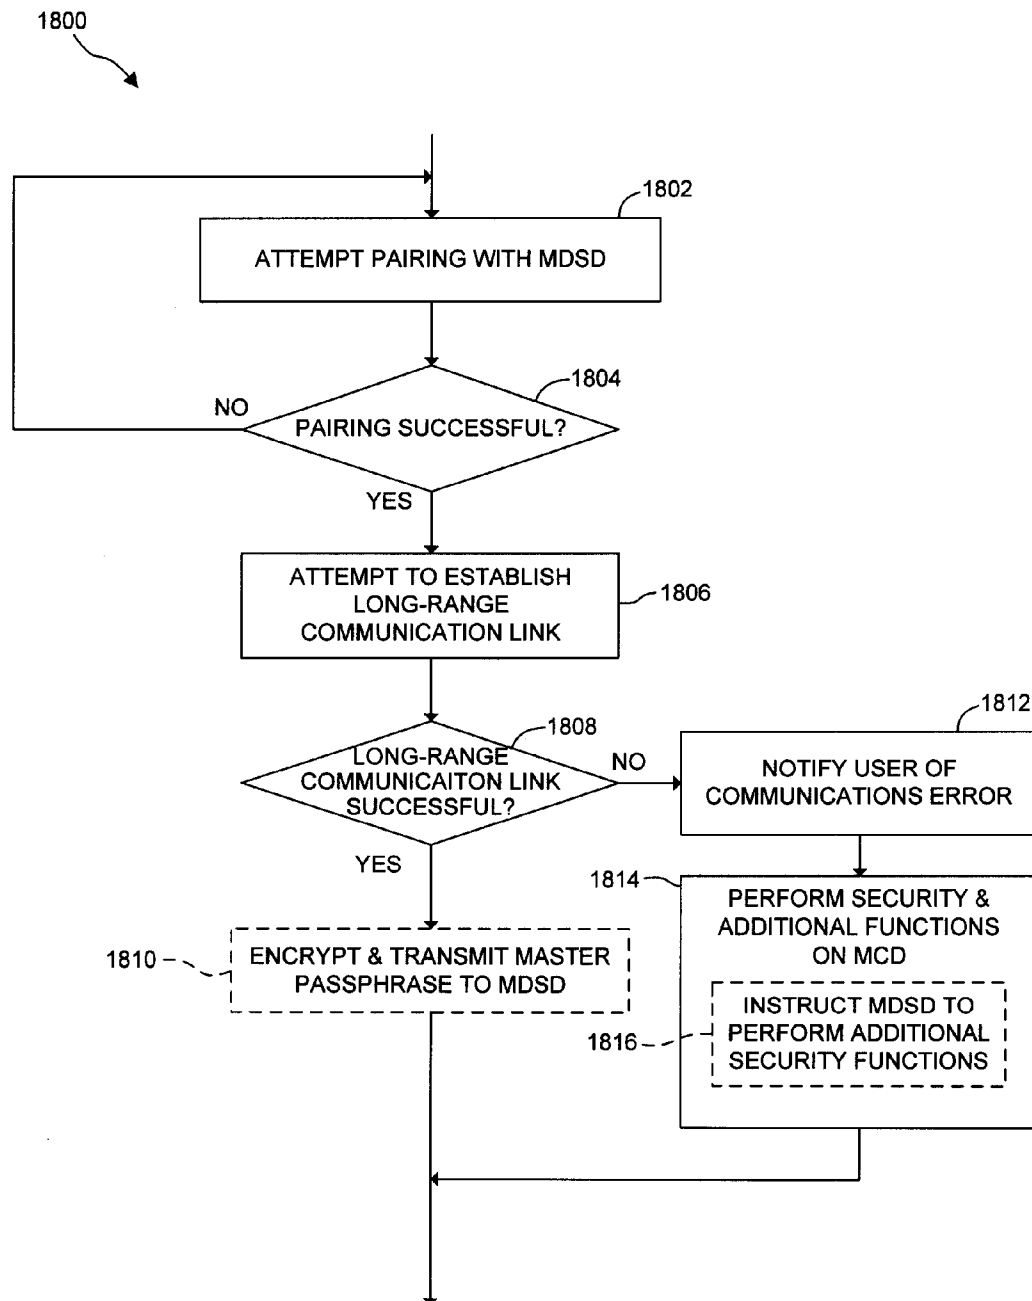 1800
1802
ATTEMPT PAIRING WITH MDSD
1804
NO
PAIRING SUCCESSFUL?
YES
ATTEMPT TO ESTABLISH
LONG-RANGE
COMMUNICATION LINK
1806
1808
LONG-RANGE
COMMUNICAITON LINK
SUCCESSFUL?
NO
1812
NOTIFY USER OF
COMMUNICATIONS ERROR
YES
1814
PERFORM SECURITY &
ADDITIONAL FUNCTIONS
ON MCD
1810
ENCRYPT & TRANSMIT MASTER
PASSPHRASE TO MDSD
1816
INSTRUCT MDSD TO
PERFORM ADDITIONAL
SECURITY FUNCTIONS